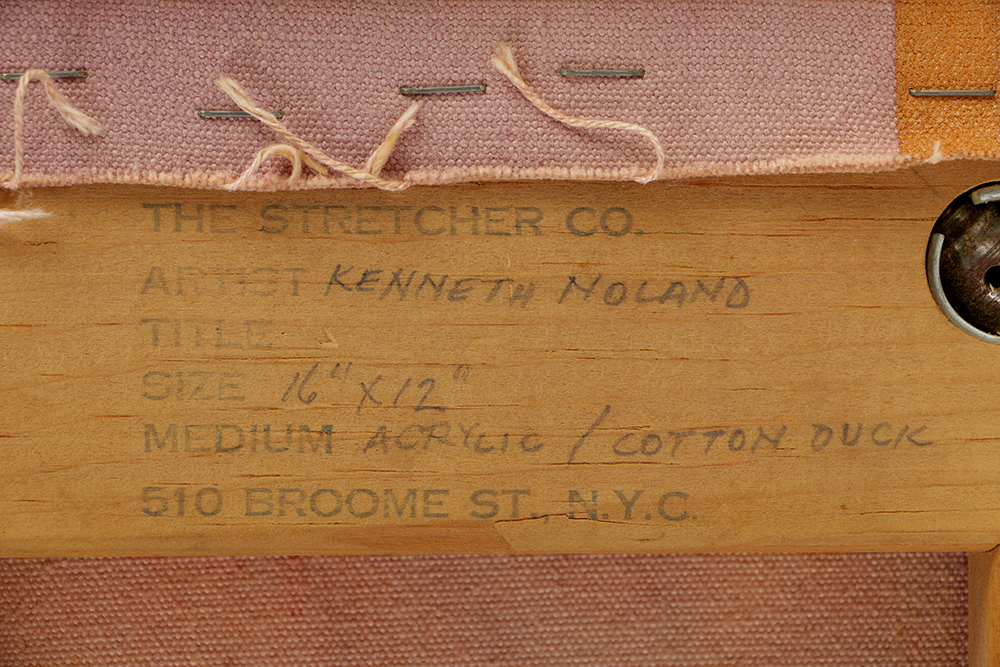 THE STRETCHER CO.
ARTIST KENNETH NOLAND
TITLE
SIZE 16" X 12"
MEDIUM ACRYLIC / COTTON DUCK
510 BROOME ST., N.Y.C.